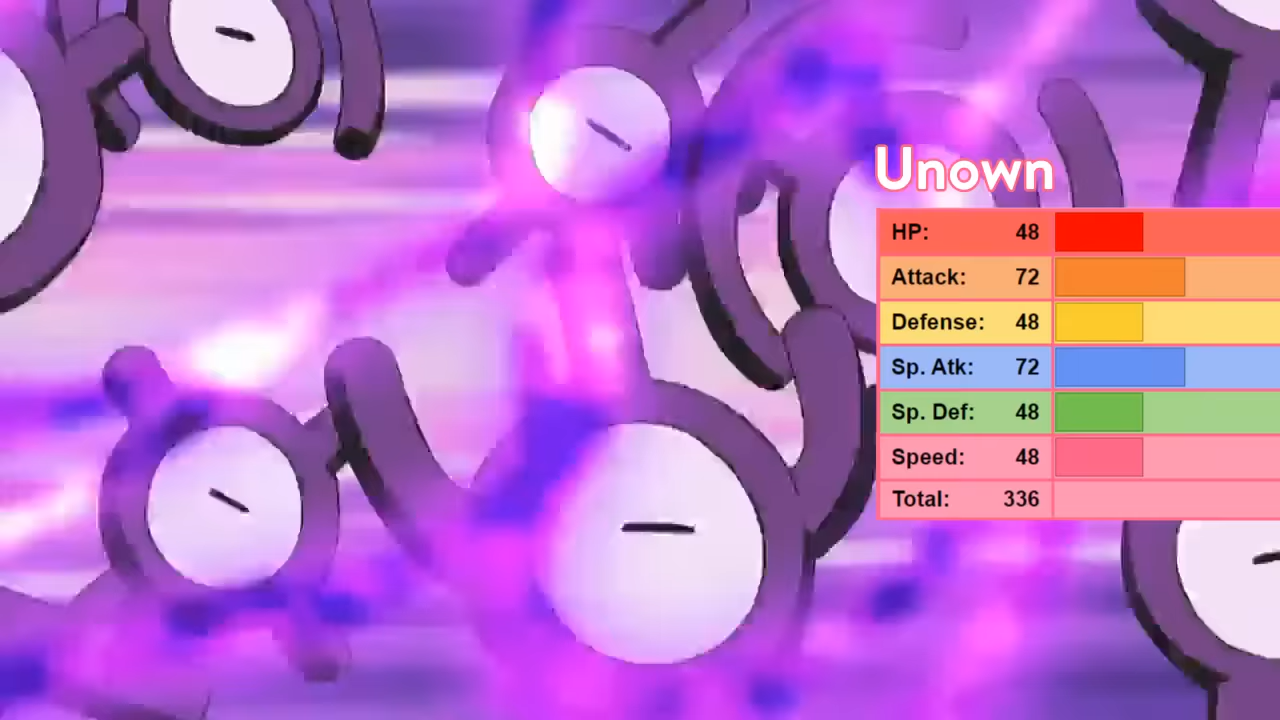 Unown
HP: 48
Attack: 72
Defense: 48
Sp. Atk: 72
Sp. Def: 48
Speed: 48
Total: 336